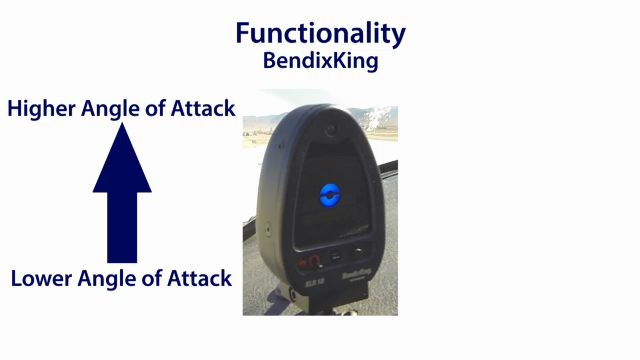 Functionality
BendixKing
Higher Angle of Attack
Lower Angle of Attack
BendixKing